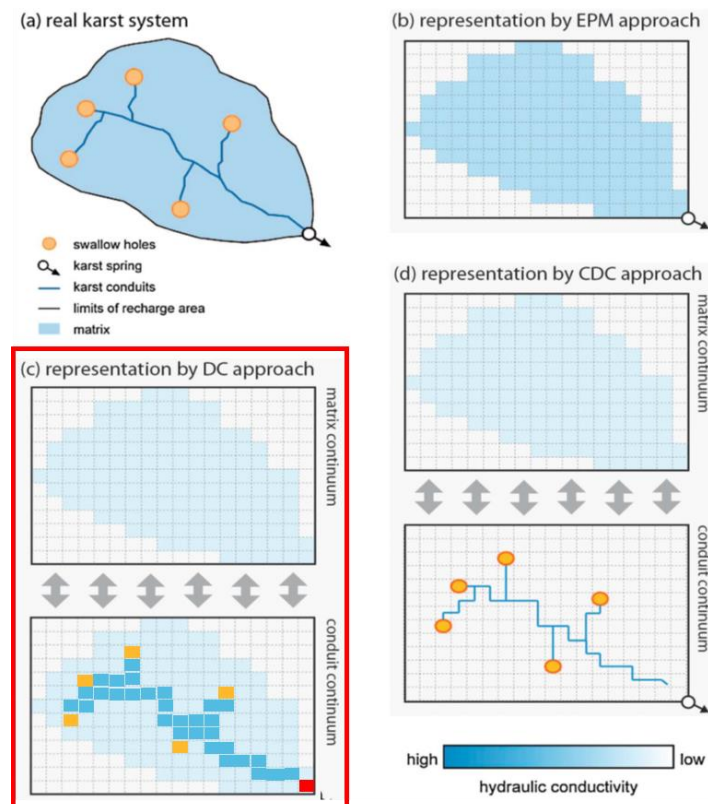 (a) real karst system
swallow holes
karst spring
karst conduits
limits of recharge area
matrix
(b) representation by EPM approach
(c) representation by DC approach
matrix continuum
conduit continuum
(d) representation by CDC approach
matrix continuum
conduit continuum
high
low
hydraulic conductivity